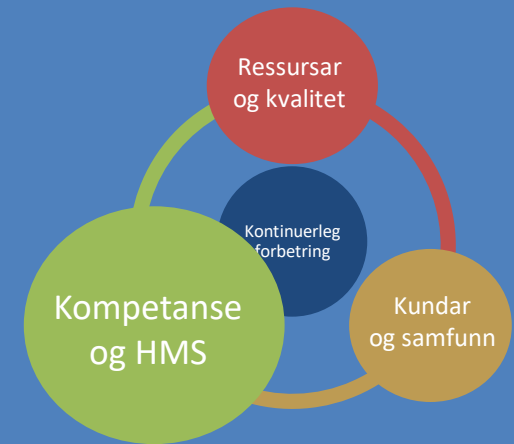 Ressursar
og kvalitet
Kontinuerleg
forbetring
Kompetanse
og HMS
Kundar
og samfunn